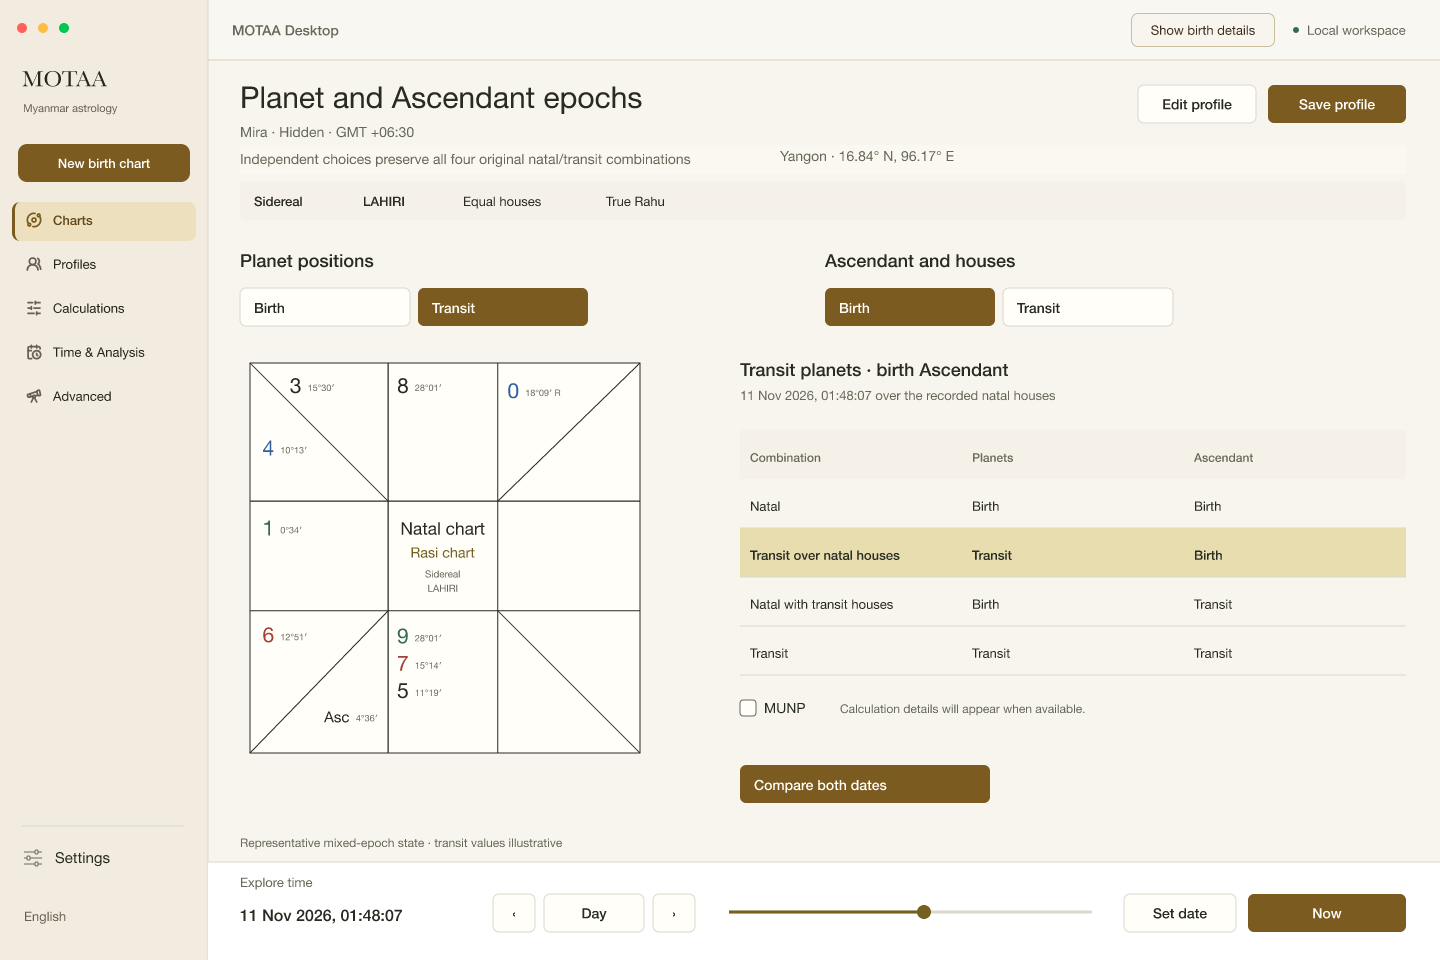 MOTAA
Myanmar astrology
New birth chart
Charts
Profiles
Calculations
Time & Analysis
Advanced
Settings
English
MOTAA Desktop
Show birth details
Local workspace
Planet and Ascendant epochs
Edit profile
Save profile
Mira · Hidden · GMT +06:30
Independent choices preserve all four original natal/transit combinations
Yangon · 16.84° N, 96.17° E
Sidereal LAHIRI Equal houses True Rahu
Planet positions
Birth Transit
Ascendant and houses
Birth Transit
3 15°30′
8 28°01′
0 18°09′ R
4 10°13′
1 0°34′
Natal chart
Rasi chart
Sidereal
LAHIRI
6 12°51′
9 28°01′
7 15°14′
5 11°19′
Asc 4°36′
Transit planets · birth Ascendant
11 Nov 2026, 01:48:07 over the recorded natal houses
Combination Planets Ascendant
Natal Birth Birth
Transit over natal houses Transit Birth
Natal with transit houses Birth Transit
Transit Transit Transit
MUNP Calculation details will appear when available.
Compare both dates
Representative mixed-epoch state · transit values illustrative
Explore time
11 Nov 2026, 01:48:07
‹ Day ›
Set date
Now